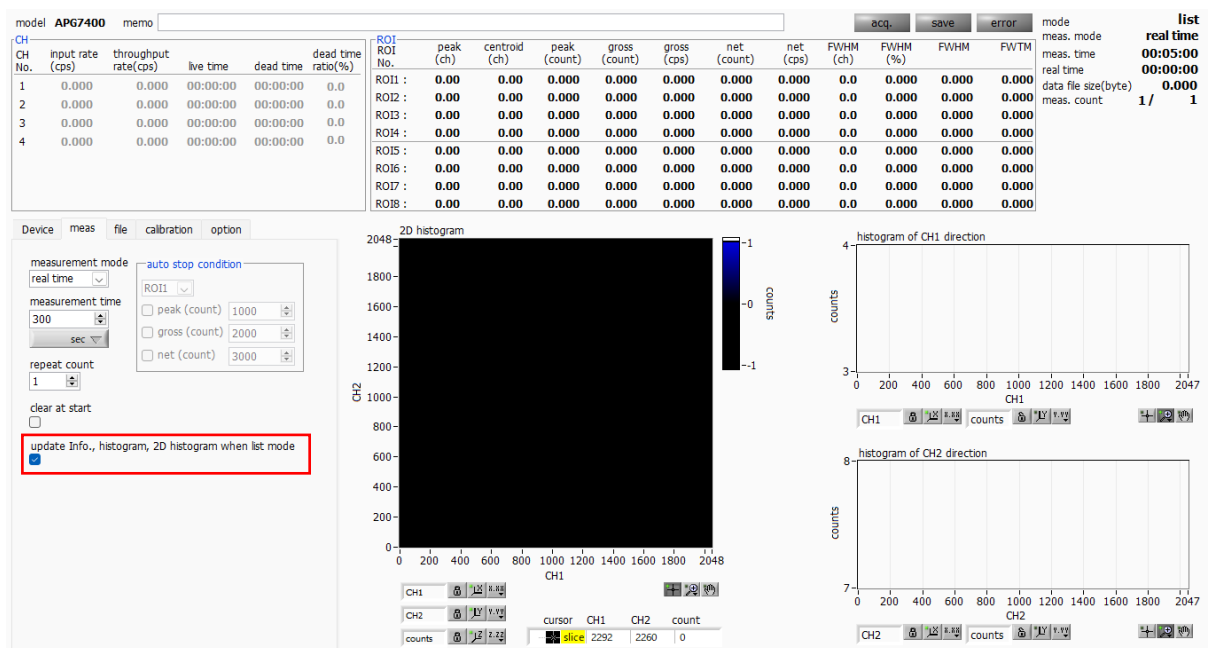 model APG7400 memo acq. save error mode list
meas. mode real time
meas. time 00:05:00
real time 00:00:00
data file size(byte) 0.000
meas. count 1 / 1
CH
CH No. input rate (cps) throughput rate(cps) live time dead time dead time ratio(%)
1 0.000 0.000 00:00:00 00:00:00 0.0
2 0.000 0.000 00:00:00 00:00:00 0.0
3 0.000 0.000 00:00:00 00:00:00 0.0
4 0.000 0.000 00:00:00 00:00:00 0.0
ROI
ROI No. peak (ch) centroid (ch) peak (count) gross (count) gross (cps) net (count) net (cps) FWHM (ch) FWHM (%) FWHM FWTM
ROI1 : 0.00 0.00 0.000 0.000 0.000 0.000 0.000 0.0 0.000 0.000 0.000
ROI2 : 0.00 0.00 0.000 0.000 0.000 0.000 0.000 0.0 0.000 0.000 0.000
ROI3 : 0.00 0.00 0.000 0.000 0.000 0.000 0.000 0.0 0.000 0.000 0.000
ROI4 : 0.00 0.00 0.000 0.000 0.000 0.000 0.000 0.0 0.000 0.000 0.000
ROI5 : 0.00 0.00 0.000 0.000 0.000 0.000 0.000 0.0 0.000 0.000 0.000
ROI6 : 0.00 0.00 0.000 0.000 0.000 0.000 0.000 0.0 0.000 0.000 0.000
ROI7 : 0.00 0.00 0.000 0.000 0.000 0.000 0.000 0.0 0.000 0.000 0.000
ROI8 : 0.00 0.00 0.000 0.000 0.000 0.000 0.000 0.0 0.000 0.000 0.000
Device meas file calibration option
measurement mode
real time
measurement time
300
sec
repeat count
1
clear at start
update Info., histogram, 2D histogram when list mode
auto stop condition
ROI1
peak (count) 1000
gross (count) 2000
net (count) 3000
2D histogram
2048
1800
1600
1400
1200
1000
800
600
400
200
0
CH2
0 200 400 600 800 1000 1200 1400 1600 1800 2048
CH1
1
0
-1
counts
CH1 X X.XX
CH2 Y Y.YY
counts Z Z.ZZ
cursor CH1 CH2 count
slice 2292 2260 0
histogram of CH1 direction
4
3
counts
0 200 400 600 800 1000 1200 1400 1600 1800 2047
CH1
CH1 X X.XX counts Y Y.YY
histogram of CH2 direction
8
7
counts
0 200 400 600 800 1000 1200 1400 1600 1800 2047
CH2
CH2 X X.XX counts Y Y.YY